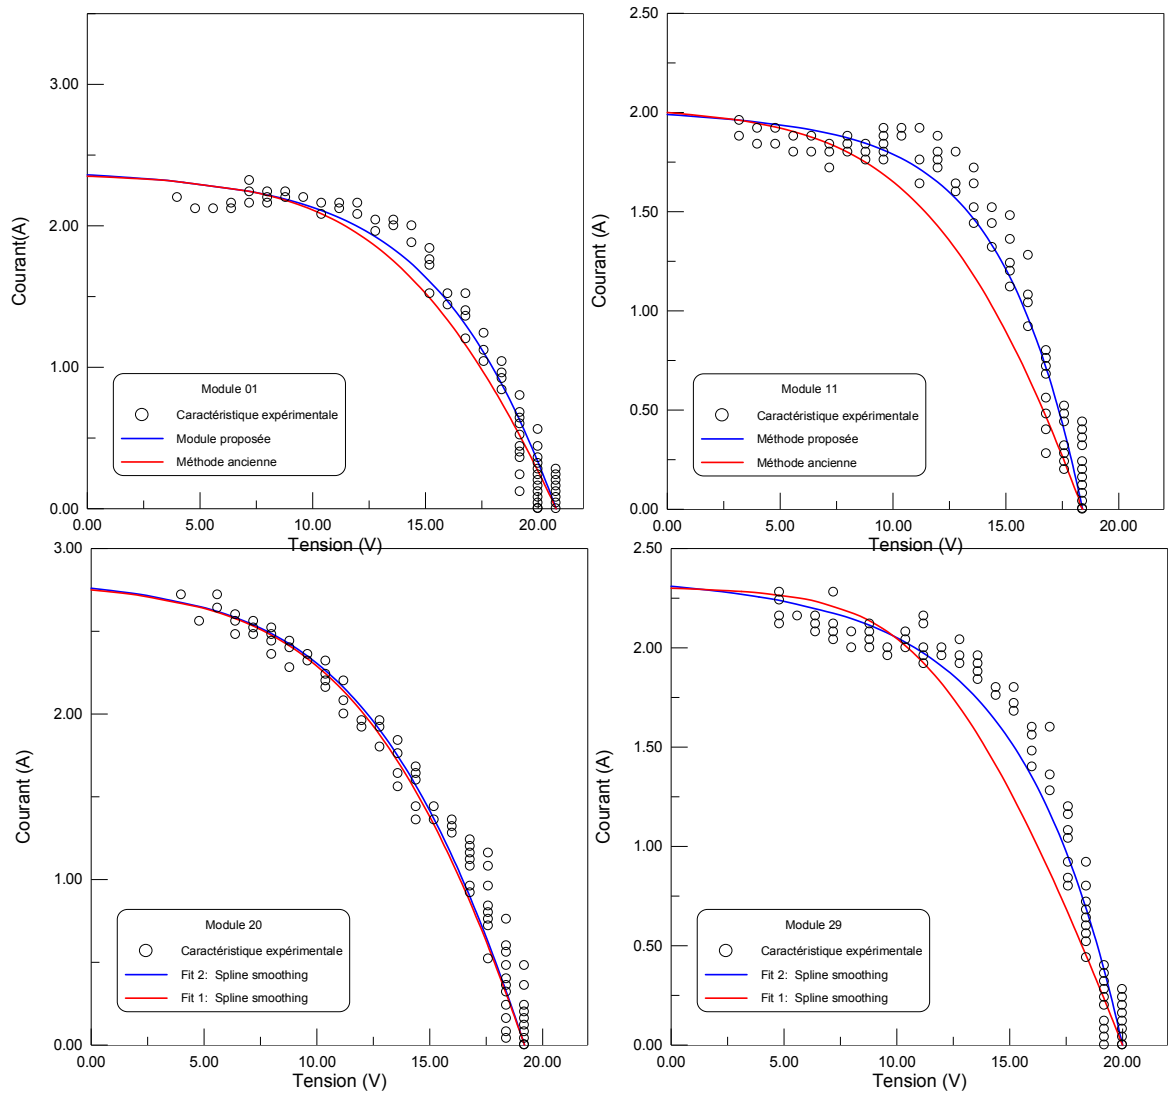 3.00
2.00
1.00
0.00
Courant(A)
Module 01
Caractéristique expérimentale
Module proposée
Méthode ancienne
0.00 5.00 10.00 15.00 20.00
Tension (V)
2.50
2.00
1.50
1.00
0.50
0.00
Courant (A)
Module 11
Caractéristique expérimentale
Méthode proposée
Méthode ancienne
0.00 5.00 10.00 15.00 20.00
Tension (V)
3.00
2.00
1.00
0.00
Courant (A)
Module 20
Caractéristique expérimentale
Fit 2: Spline smoothing
Fit 1: Spline smoothing
0.00 5.00 10.00 15.00 20.00
Tension (V)
2.50
2.00
1.50
1.00
0.50
0.00
Courant (A)
Module 29
Caractéristique expérimentale
Fit 2: Spline smoothing
Fit 1: Spline smoothing
0.00 5.00 10.00 15.00 20.00
Tension (V)